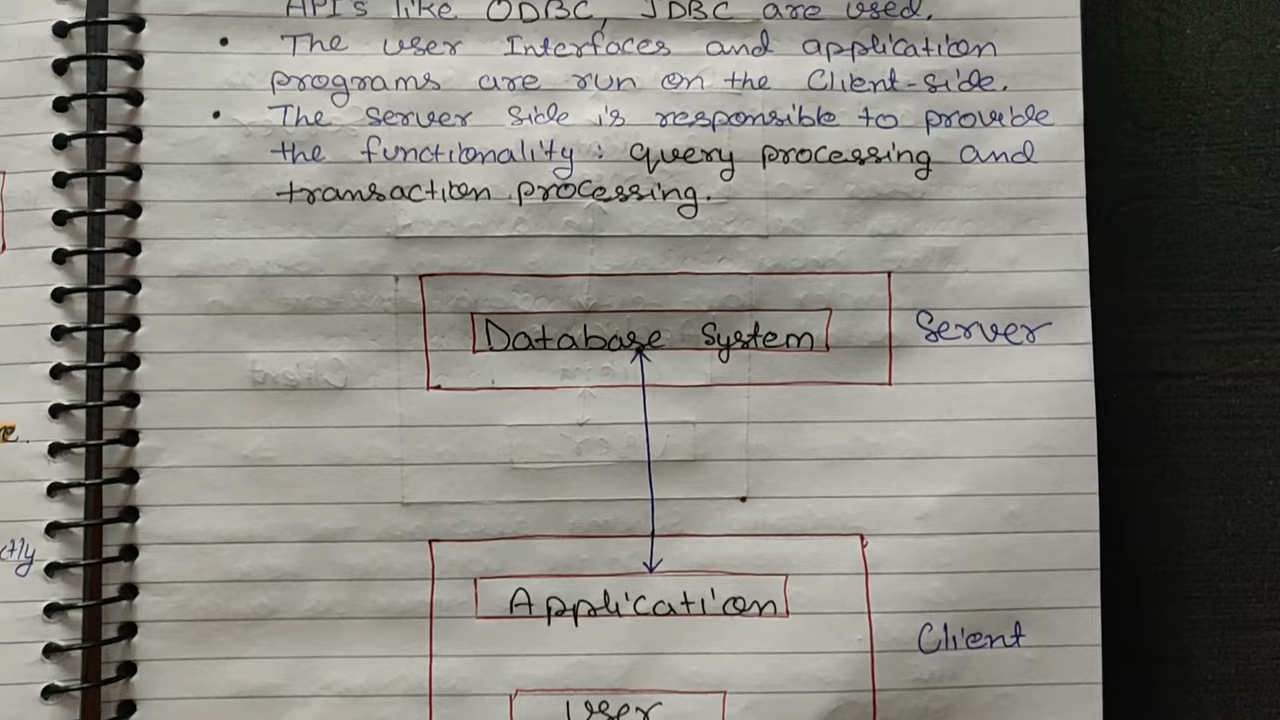 API's like ODBC, JDBC are used.
• The user Interfaces and application
programs are run on the Client-side.
• The server side is responsible to provide
the functionality: query processing and
transaction processing.
Database System
Server
Application
Client
User